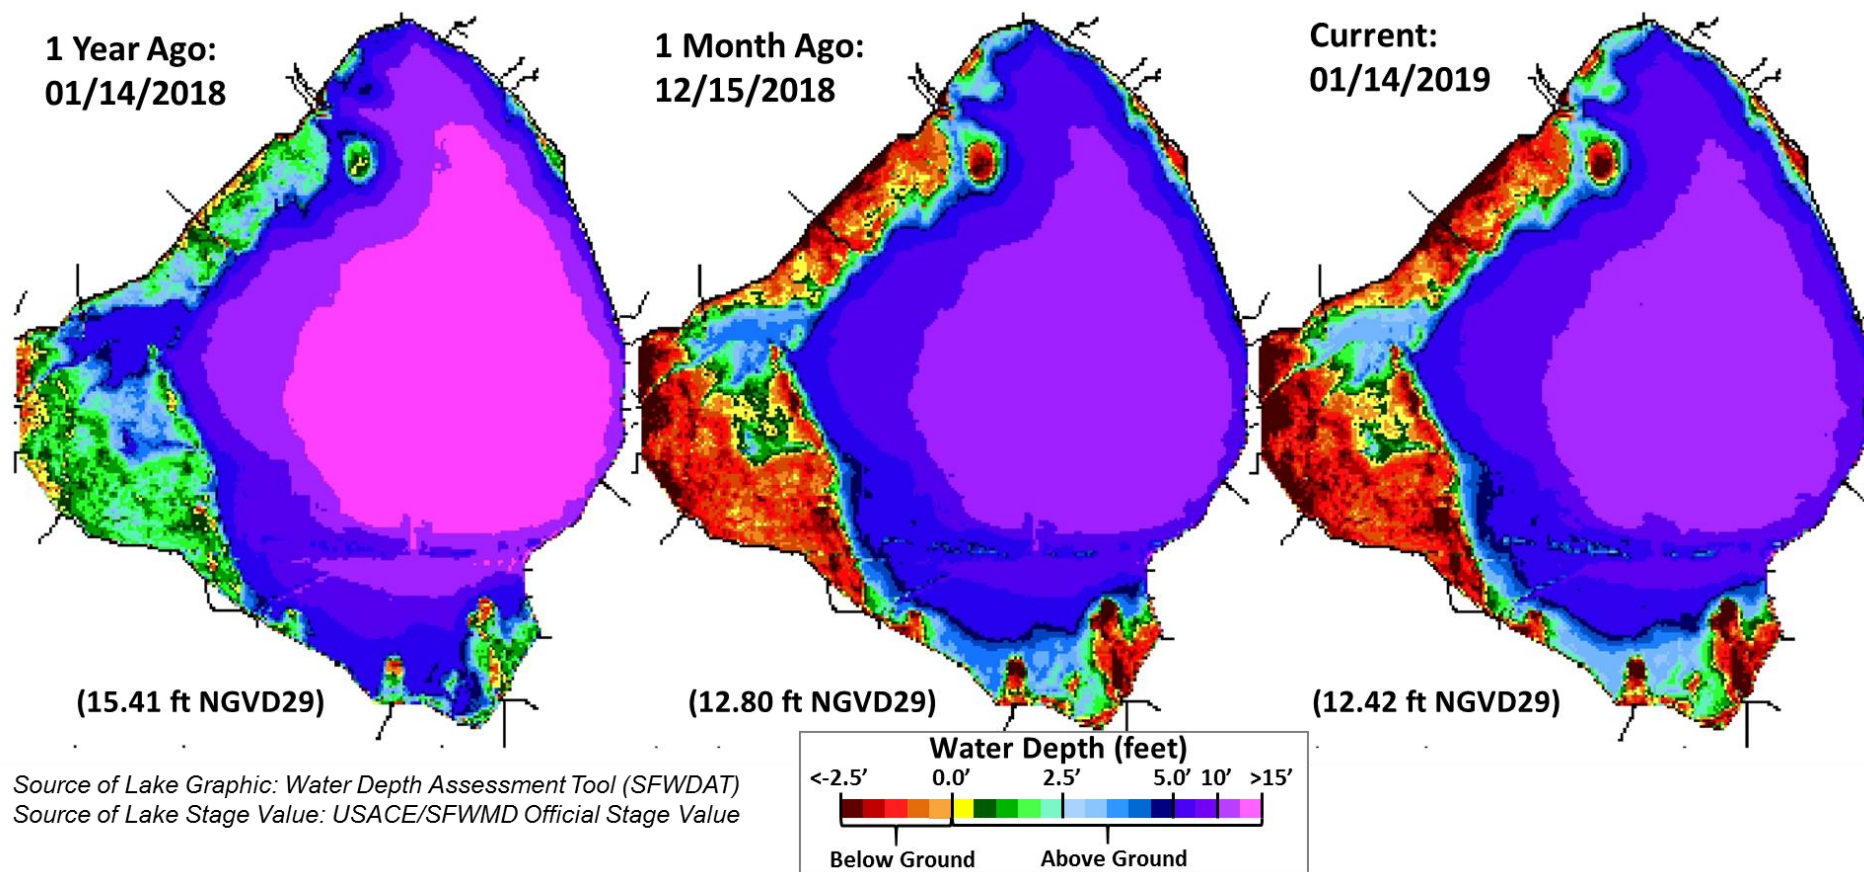 1 Year Ago:
01/14/2018
1 Month Ago:
12/15/2018
Current:
01/14/2019
(15.41 ft NGVD29)
(12.80 ft NGVD29)
(12.42 ft NGVD29)
Source of Lake Graphic: Water Depth Assessment Tool (SFWDAT)
Source of Lake Stage Value: USACE/SFWMD Official Stage Value
Water Depth (feet)
<-2.5’ 0.0’ 2.5’ 5.0’ 10’ >15’
Below Ground Above Ground